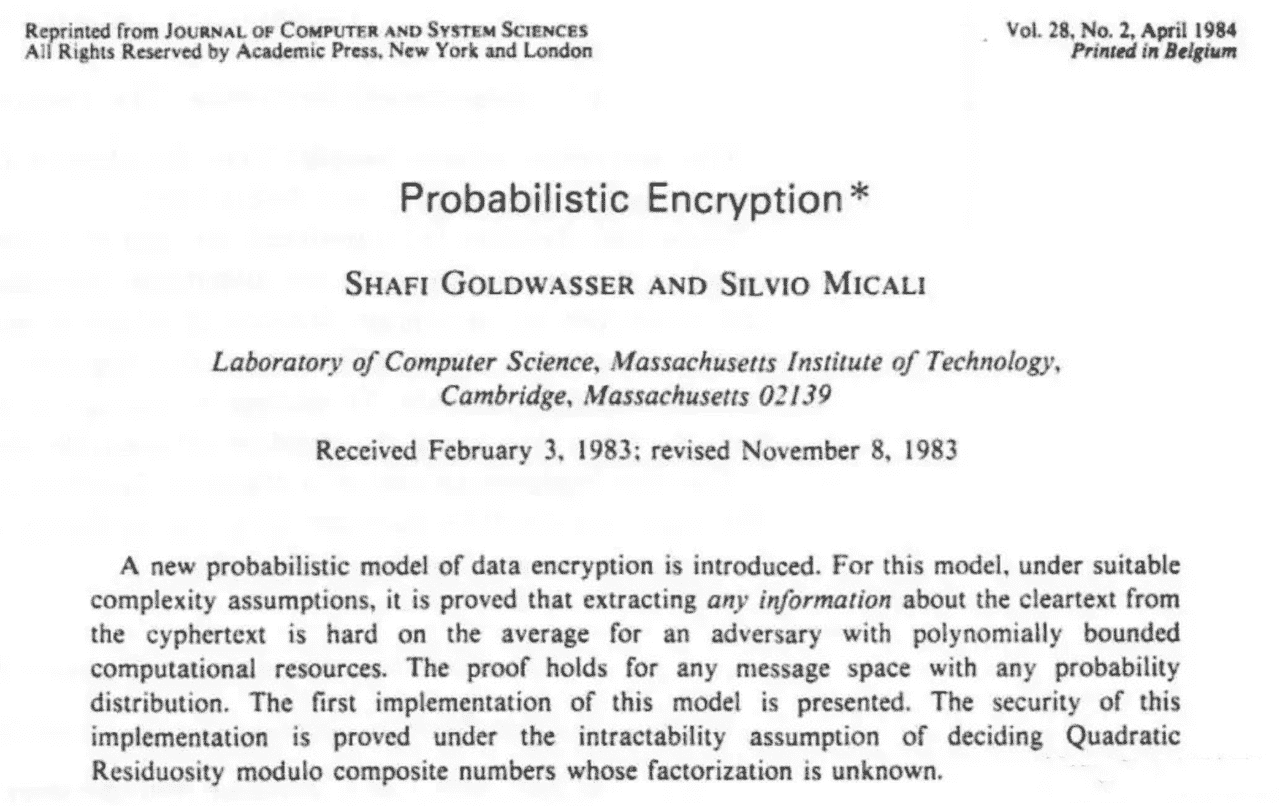 Reprinted from JOURNAL OF COMPUTER AND SYSTEM SCIENCES
All Rights Reserved by Academic Press, New York and London
Vol. 28, No. 2, April 1984
Printed in Belgium
Probabilistic Encryption*
SHAFI GOLDWASSER AND SILVIO MICALI
Laboratory of Computer Science, Massachusetts Institute of Technology,
Cambridge, Massachusetts 02139
Received February 3, 1983; revised November 8, 1983
A new probabilistic model of data encryption is introduced. For this model, under suitable
complexity assumptions, it is proved that extracting any information about the cleartext from
the cyphertext is hard on the average for an adversary with polynomially bounded
computational resources. The proof holds for any message space with any probability
distribution. The first implementation of this model is presented. The security of this
implementation is proved under the intractability assumption of deciding Quadratic
Residuosity modulo composite numbers whose factorization is unknown.